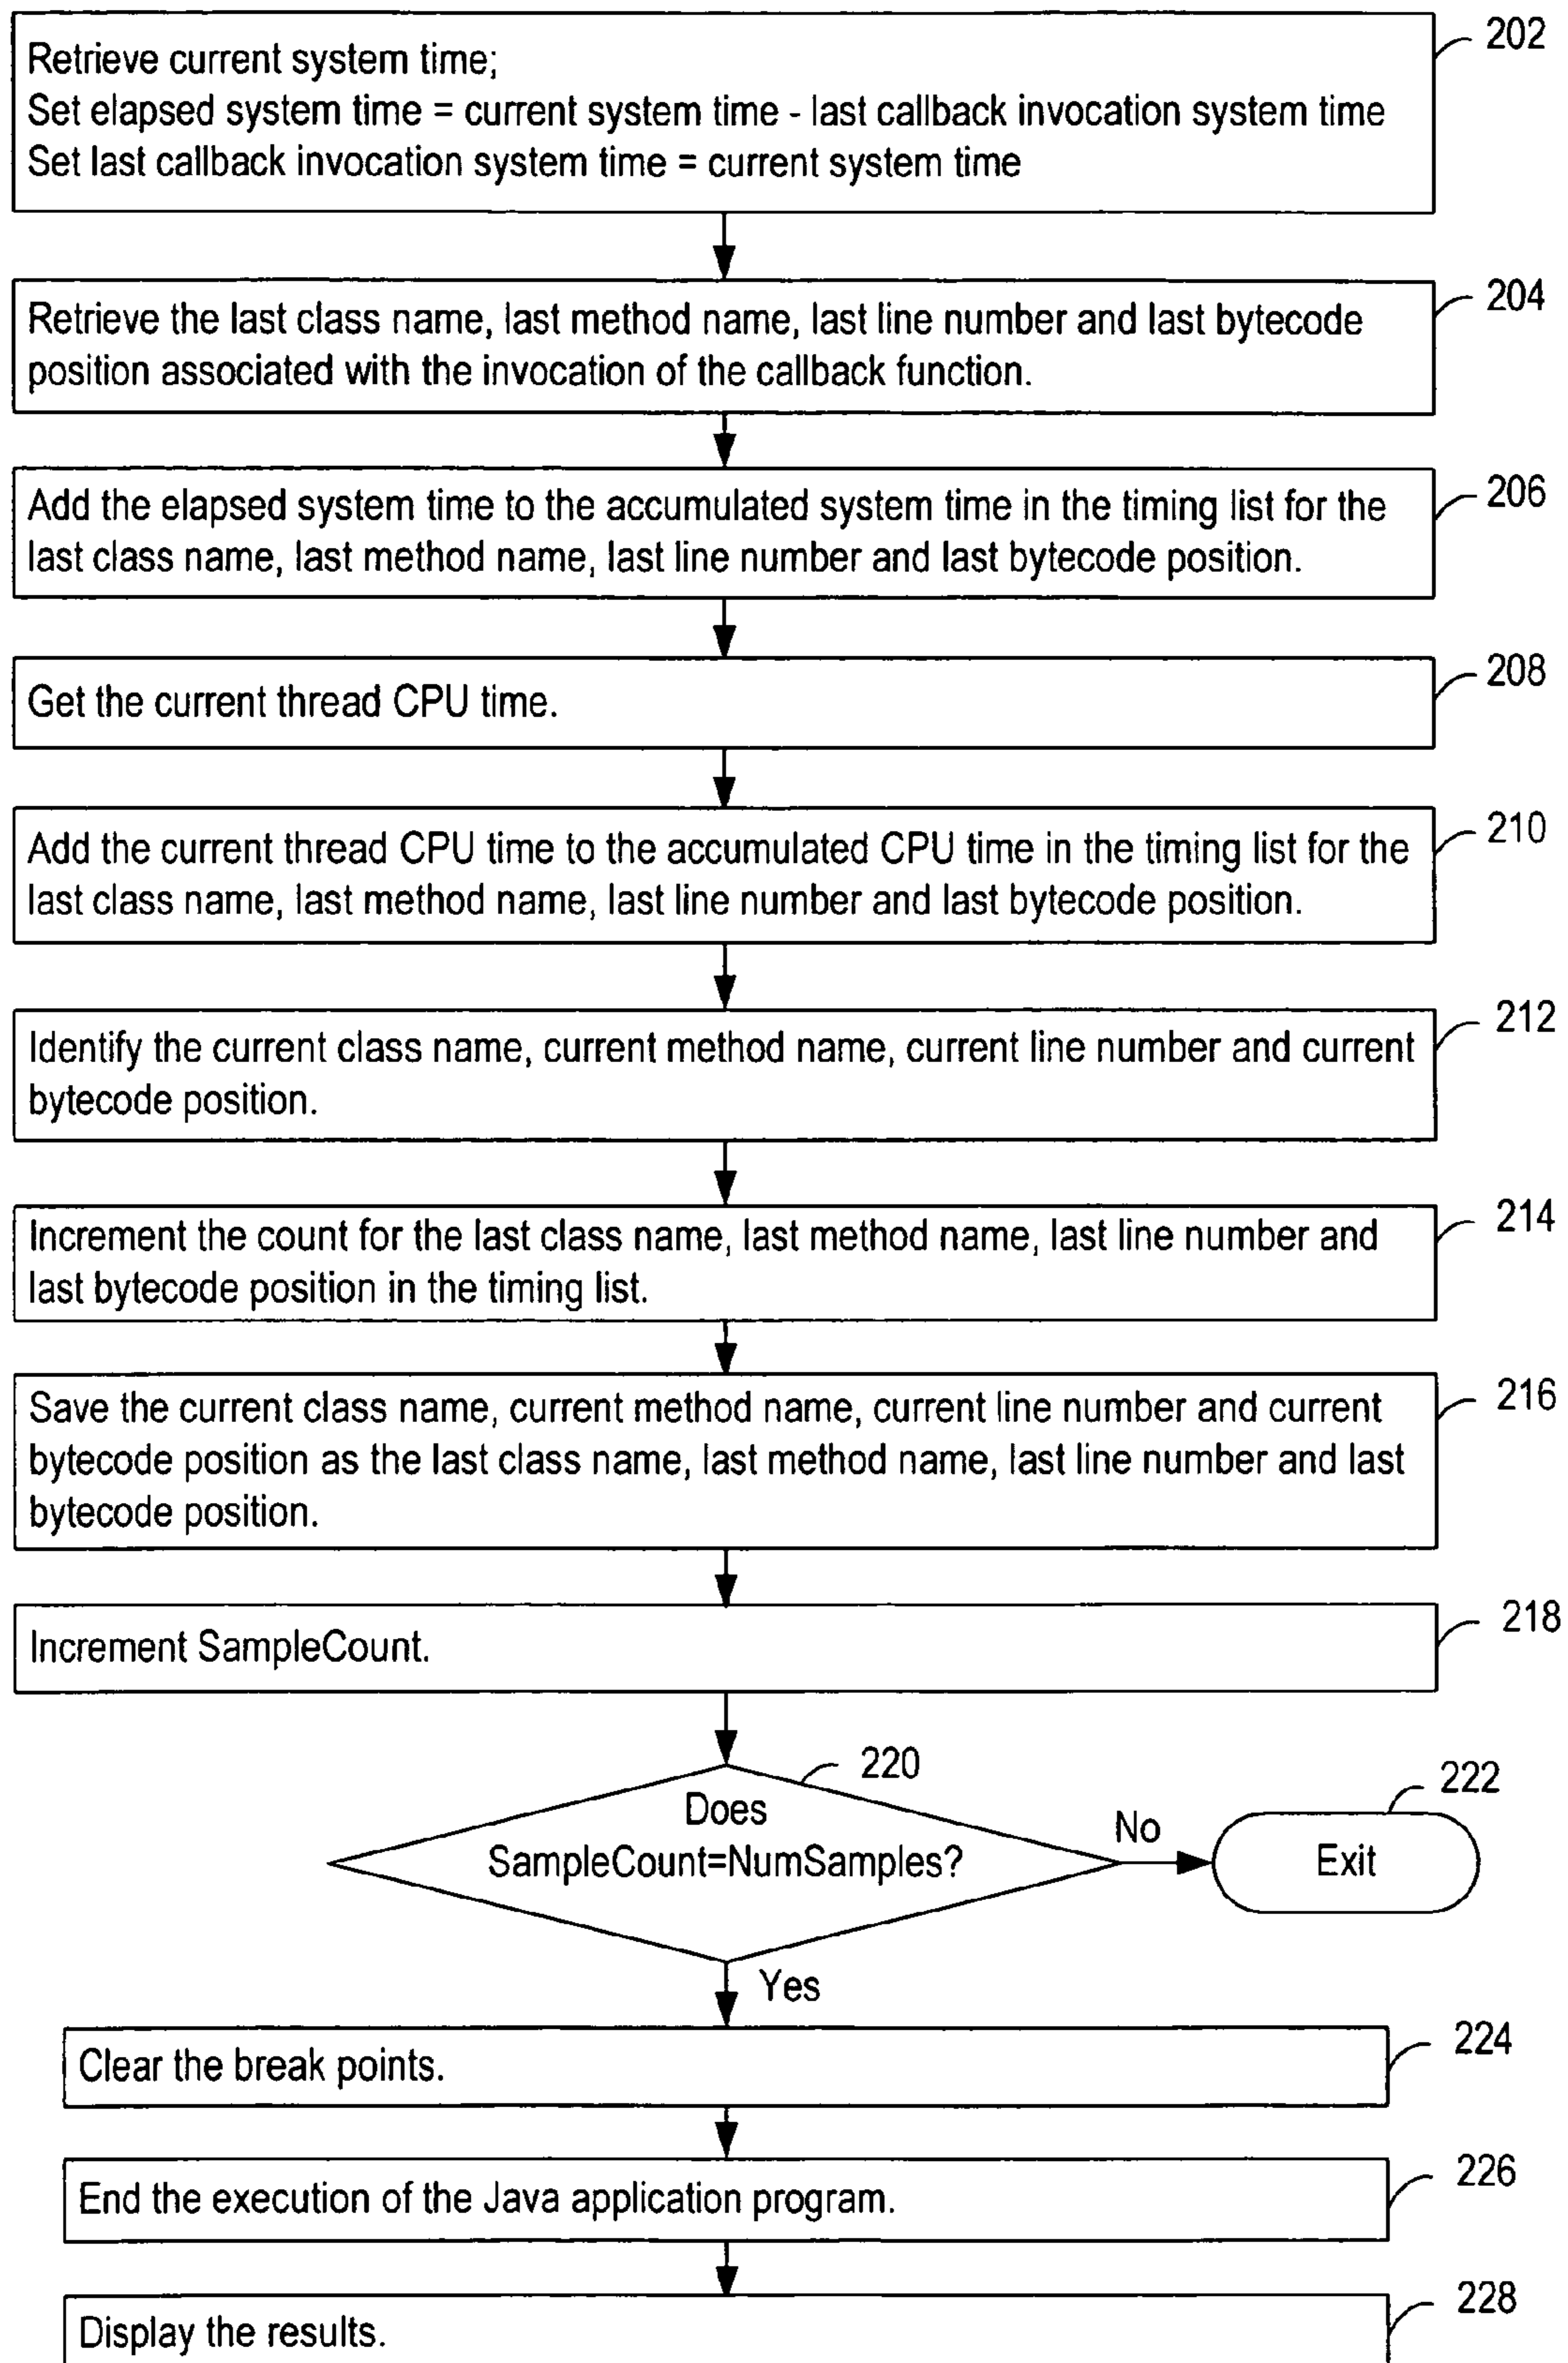 202
Retrieve current system time;
Set elapsed system time = current system time - last callback invocation system time
Set last callback invocation system time = current system time
204
Retrieve the last class name, last method name, last line number and last bytecode
position associated with the invocation of the callback function.
206
Add the elapsed system time to the accumulated system time in the timing list for the
last class name, last method name, last line number and last bytecode position.
208
Get the current thread CPU time.
210
Add the current thread CPU time to the accumulated CPU time in the timing list for the
last class name, last method name, last line number and last bytecode position.
212
Identify the current class name, current method name, current line number and current
bytecode position.
214
Increment the count for the last class name, last method name, last line number and
last bytecode position in the timing list.
216
Save the current class name, current method name, current line number and current
bytecode position as the last class name, last method name, last line number and last
bytecode position.
218
Increment SampleCount.
220
222
Does
SampleCount=NumSamples?
No
Exit
Yes
224
Clear the break points.
226
End the execution of the Java application program.
228
Display the results.